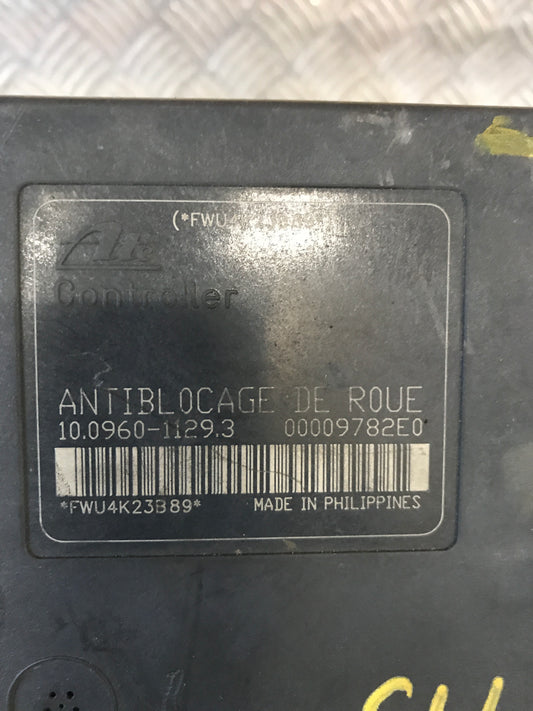 Controller
ANTIBLOCAGE DE ROUE
10.0960-1129.3 00009782E0
*FWU4K23B89* MADE IN PHILIPPINES